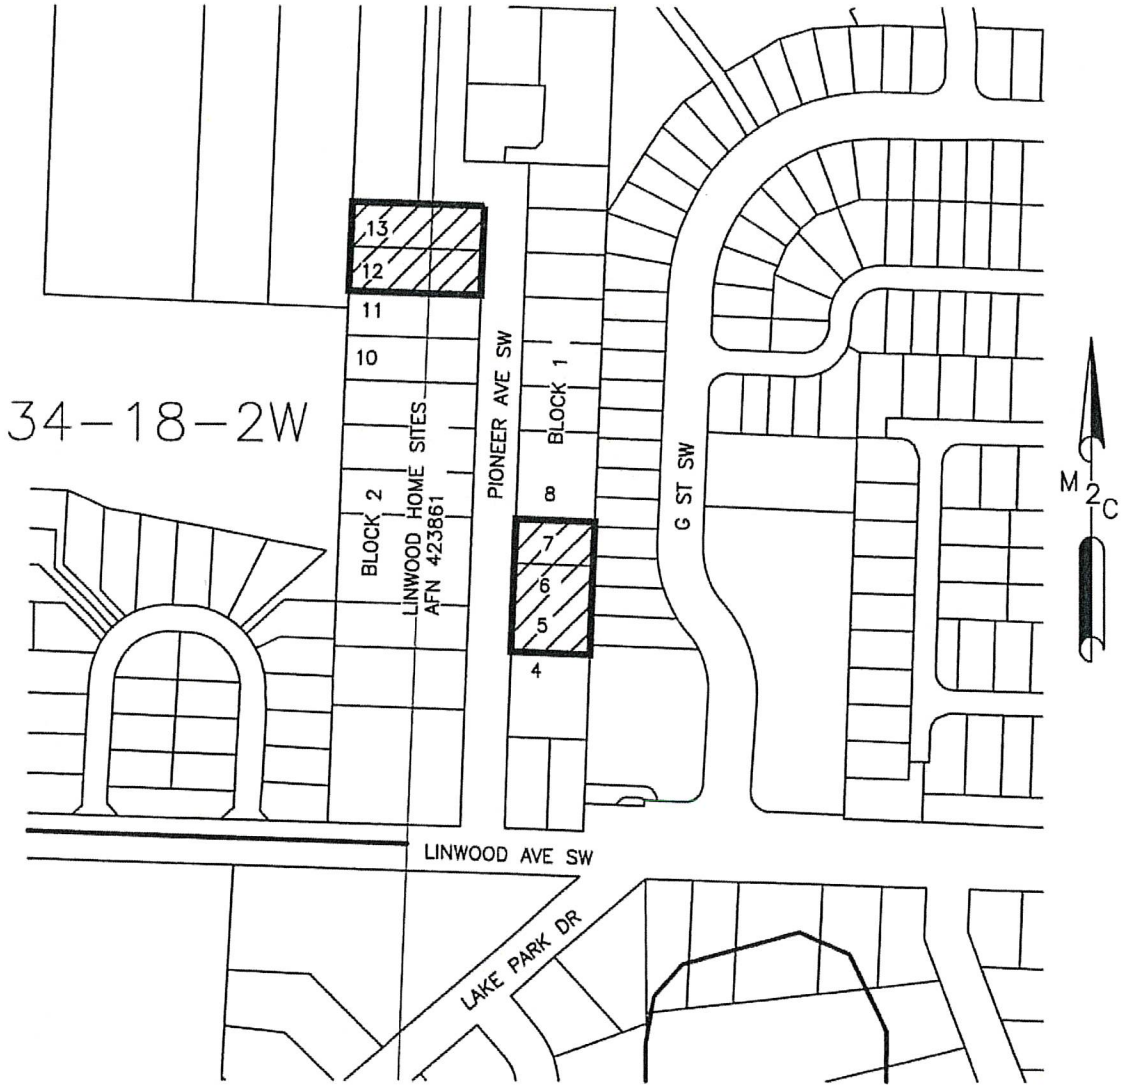 13
12
11
10
34-18-2W
PIONEER AVE SW
BLOCK 1
G ST SW
LINWOOD HOME SITES
AFN 423861
BLOCK 2
8
7
6
5
4
M 2 C
LINWOOD AVE SW
LAKE PARK DR